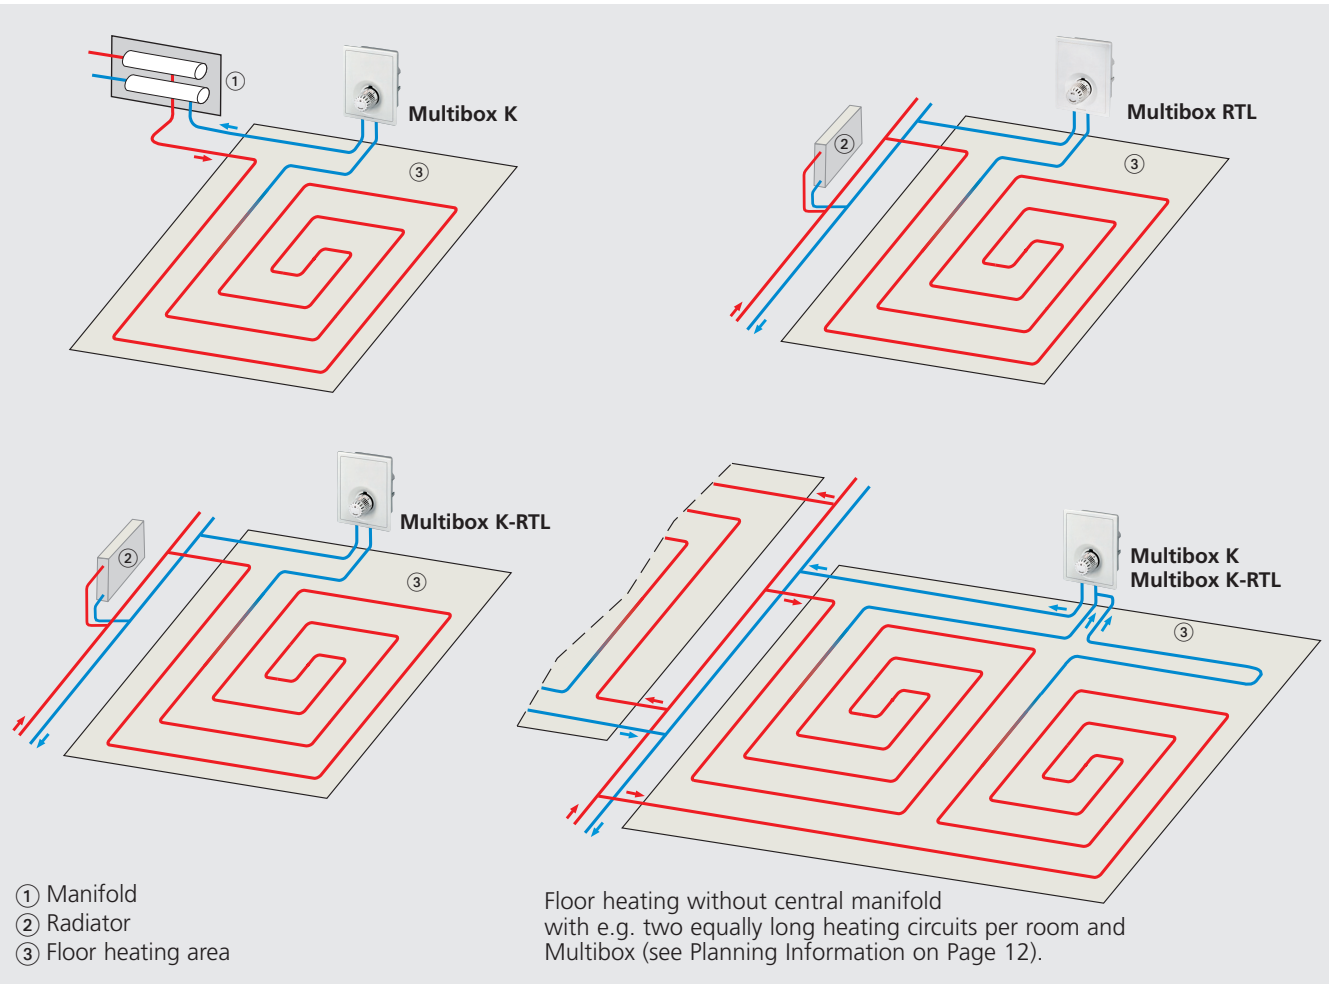 ①
Multibox K
③
Multibox RTL
②
③
Multibox K-RTL
②
③
Multibox K
Multibox K-RTL
③
① Manifold
② Radiator
③ Floor heating area
Floor heating without central manifold
with e.g. two equally long heating circuits per room and
Multibox (see Planning Information on Page 12).